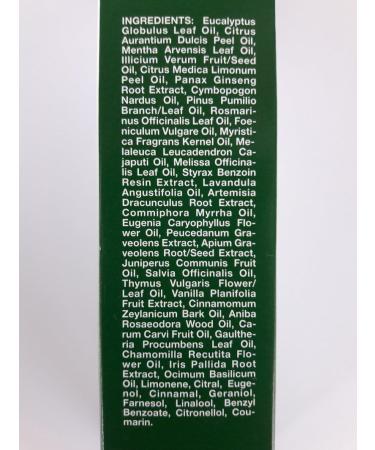 INGREDIENTS: Eucalyptus
Globulus Leaf Oil, Citrus
Aurantium Dulcis Peel Oil,
Mentha Arvensis Leaf Oil,
Illicium Verum Fruit/Seed
Oil, Citrus Medica Limonum
Peel Oil, Panax Ginseng
Root Extract, Cymbopogon
Nardus Oil, Pinus Pumilio
Branch/Leaf Oil, Rosmari-
nus Officinalis Leaf Oil, Foe-
niculum Vulgare Oil, Myristi-
ca Fragrans Kernel Oil, Me-
laleuca Leucadendron Ca-
japuti Oil, Melissa Officina-
lis Leaf Oil, Styrax Benzoin
Resin Extract, Lavandula
Angustifolia Oil, Artemisia
Dracunculus Root Extract,
Commiphora Myrrha Oil,
Eugenia Caryophyllus Flo-
wer Oil, Peucedanum Gra-
veolens Extract, Apium Gra-
veolens Root/Seed Extract,
Juniperus Communis Fruit
Oil, Salvia Officinalis Oil,
Thymus Vulgaris Flower/
Leaf Oil, Vanilla Planifolia
Fruit Extract, Cinnamomum
Zeylanicum Bark Oil, Aniba
Rosaeodora Wood Oil, Ca-
rum Carvi Fruit Oil, Gaulthe-
ria Procumbens Leaf Oil,
Chamomilla Recutita Flo-
wer Oil, Iris Pallida Root
Extract, Ocimum Basilicum
Oil, Limonene, Citral, Euge-
nol, Cinnamal, Geraniol,
Farnesol, Linalool, Benzyl
Benzoate, Citronellol, Cou-
marin.